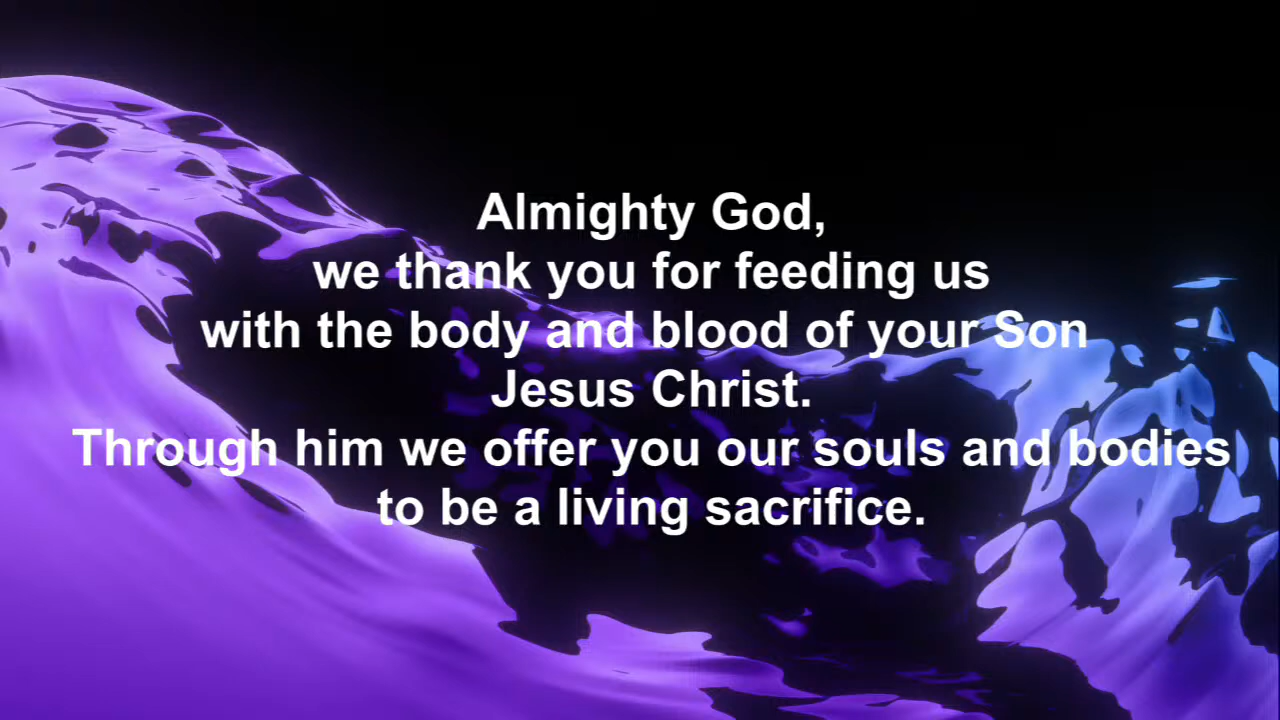 Almighty God,
we thank you for feeding us
with the body and blood of your Son
Jesus Christ.
Through him we offer you our souls and bodies
to be a living sacrifice.